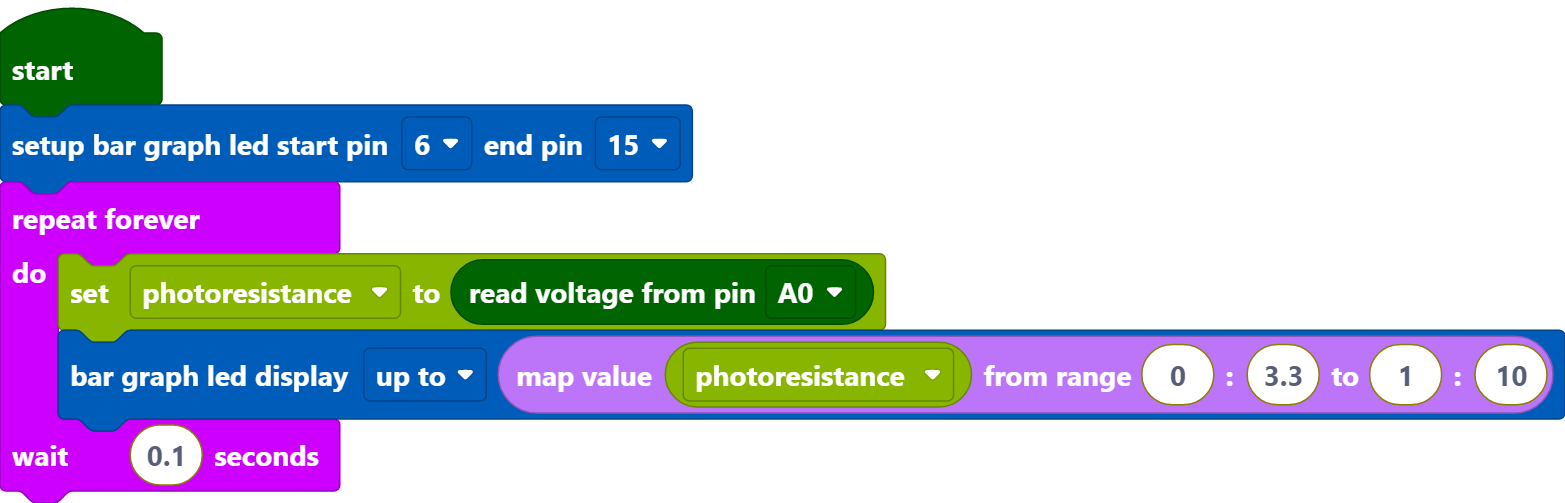 start
setup bar graph led start pin 6 end pin 15
repeat forever
do
set photoresistance to read voltage from pin A0
bar graph led display up to map value photoresistance from range 0 : 3.3 to 1 : 10
wait 0.1 seconds